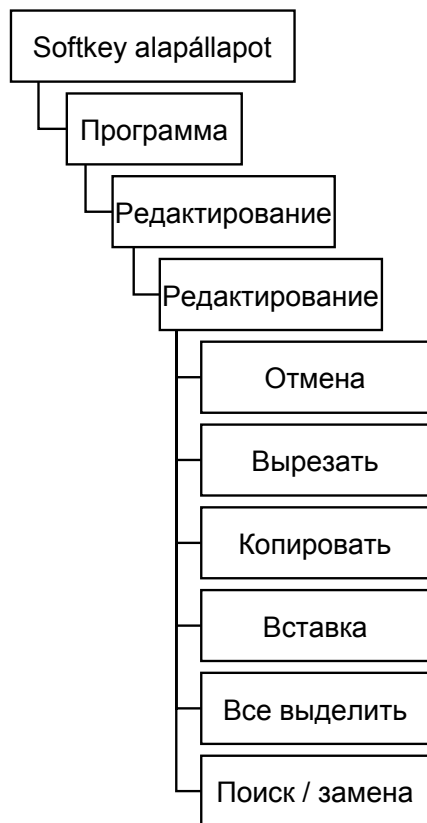 Softkey alapállapot
Программа
Редактирование
Редактирование
Отмена
Вырезать
Копировать
Вставка
Все выделить
Поиск / замена